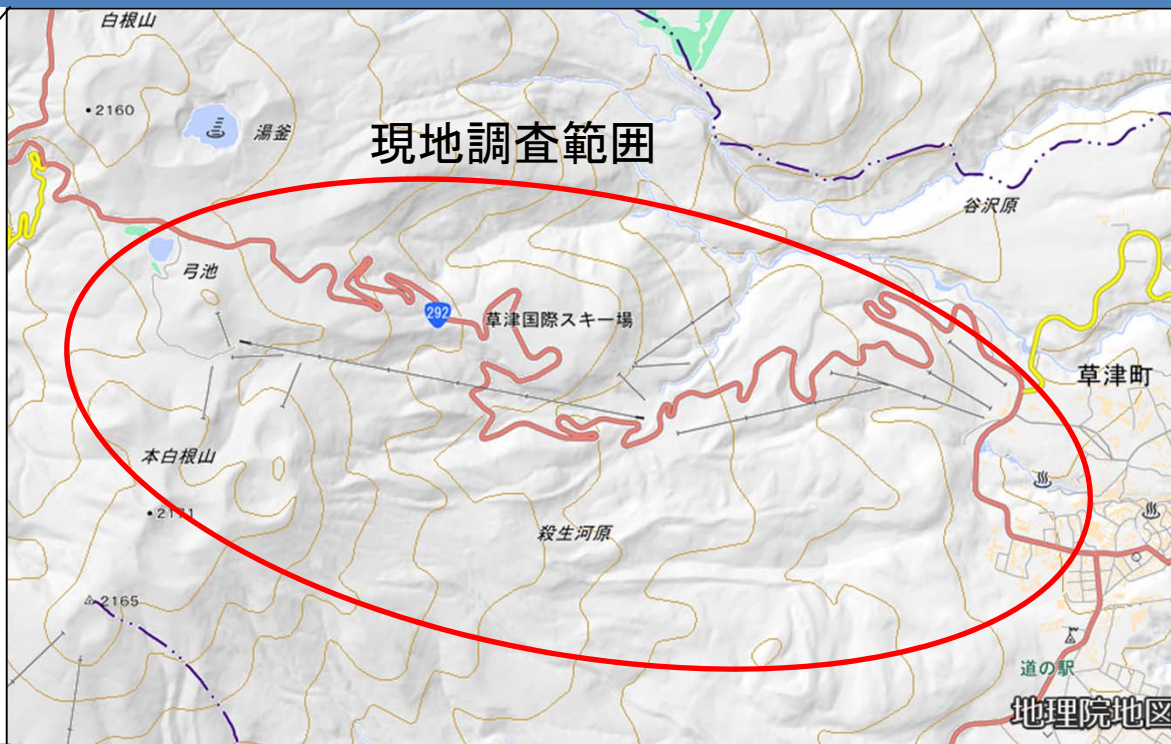 白根山
・2160
湯釜
現地調査範囲
谷沢原
弓池
292
草津国際スキー場
草津町
本白根山
・2171
殺生河原
2165
道の駅
地理院地図